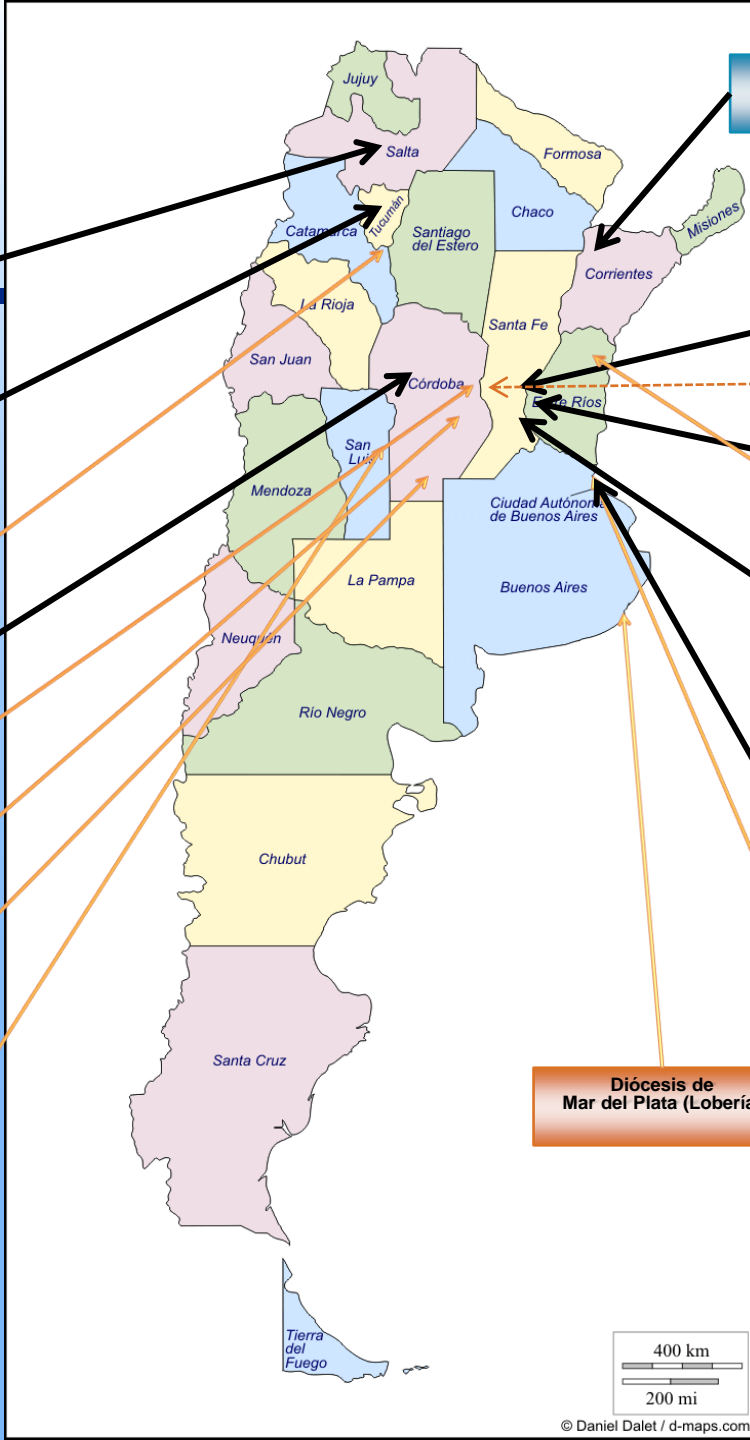 Jujuy
Salta
Formosa
Tucumán
Chaco
Misiones
Catamarca
Santiago
del Estero
Corrientes
La Rioja
Santa Fe
San Juan
Córdoba
Entre Ríos
San
Luis
Mendoza
Ciudad Autónoma
de Buenos Aires
La Pampa
Buenos Aires
Neuquén
Río Negro
Chubut
Santa Cruz
Diócesis de
Mar del Plata (Lobería
Tierra
del
Fuego
400 km
200 mi
© Daniel Dalet / d-maps.com